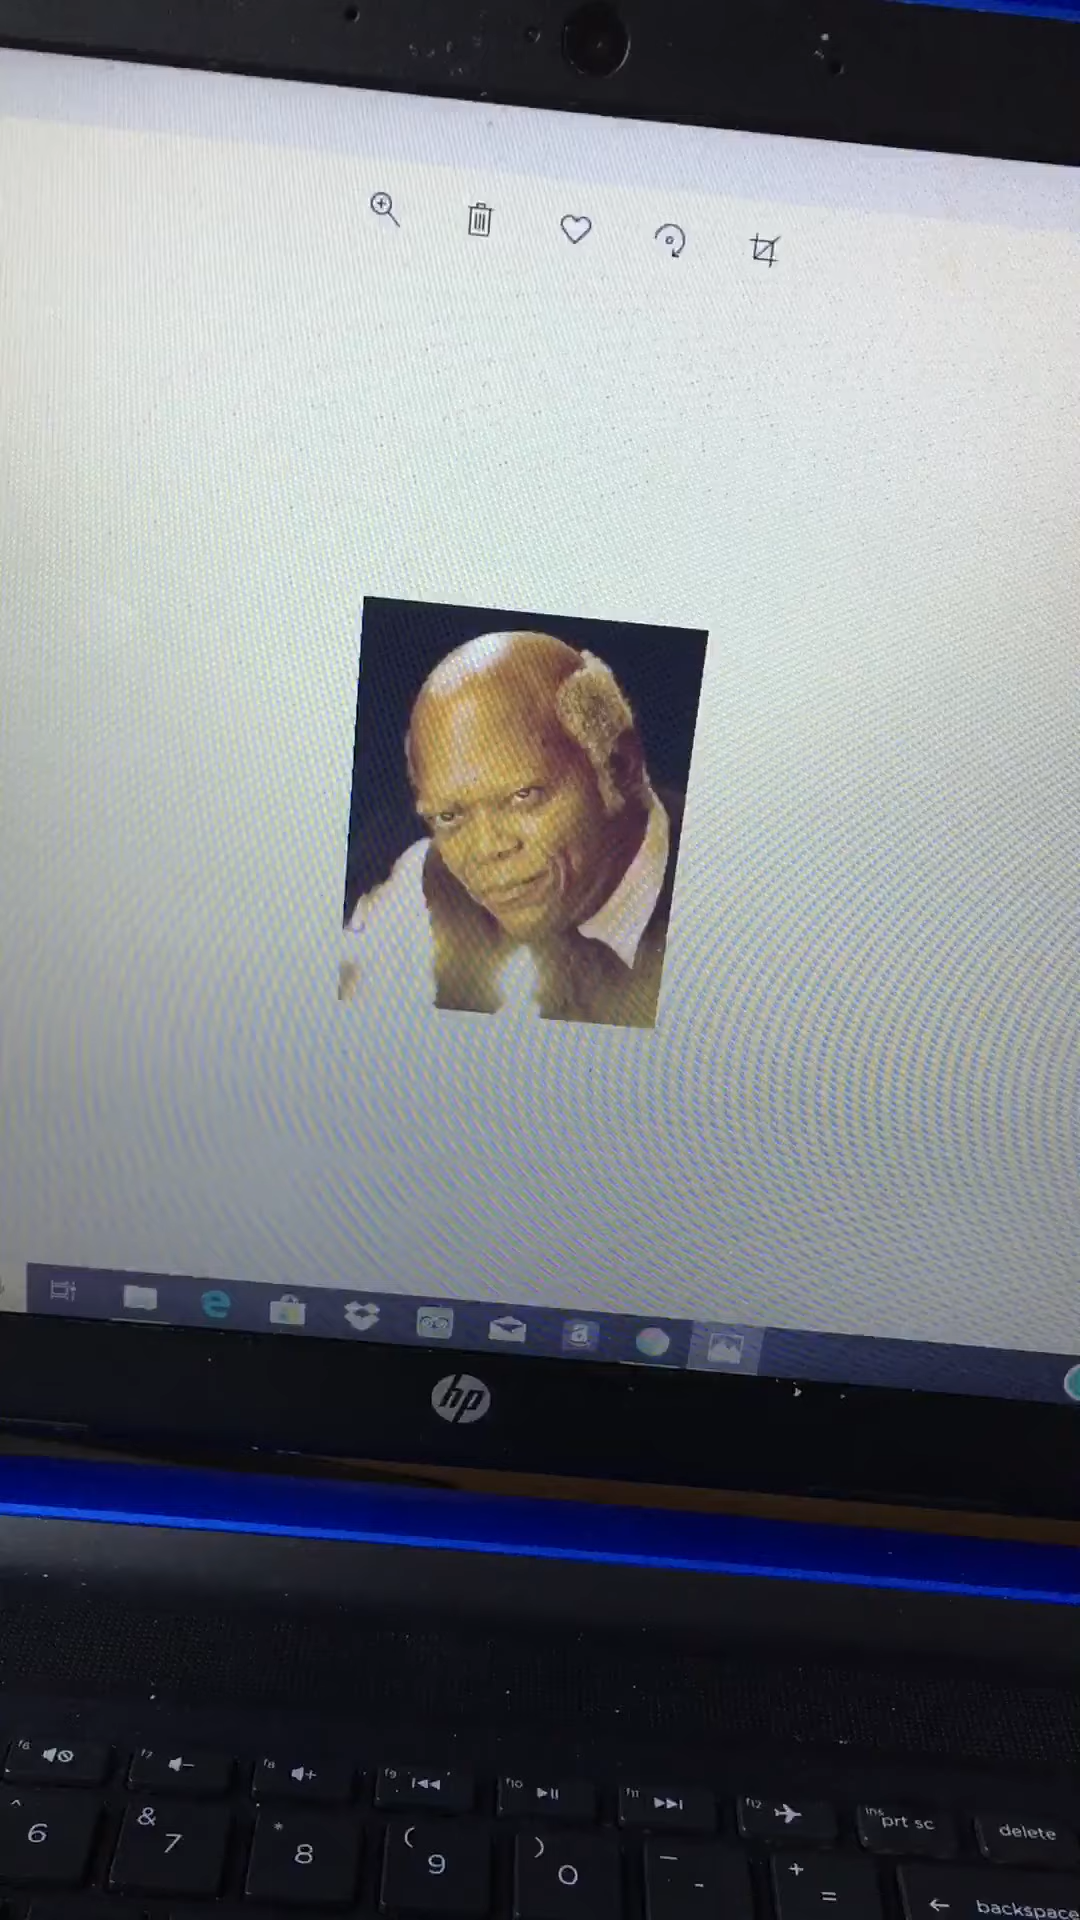 hp
f6
f7
f8
f9
f10
f11
f12
ins
prt sc
delete
^
6
&
7
*
8
(
9
)
0
_
-
+
=
backspace